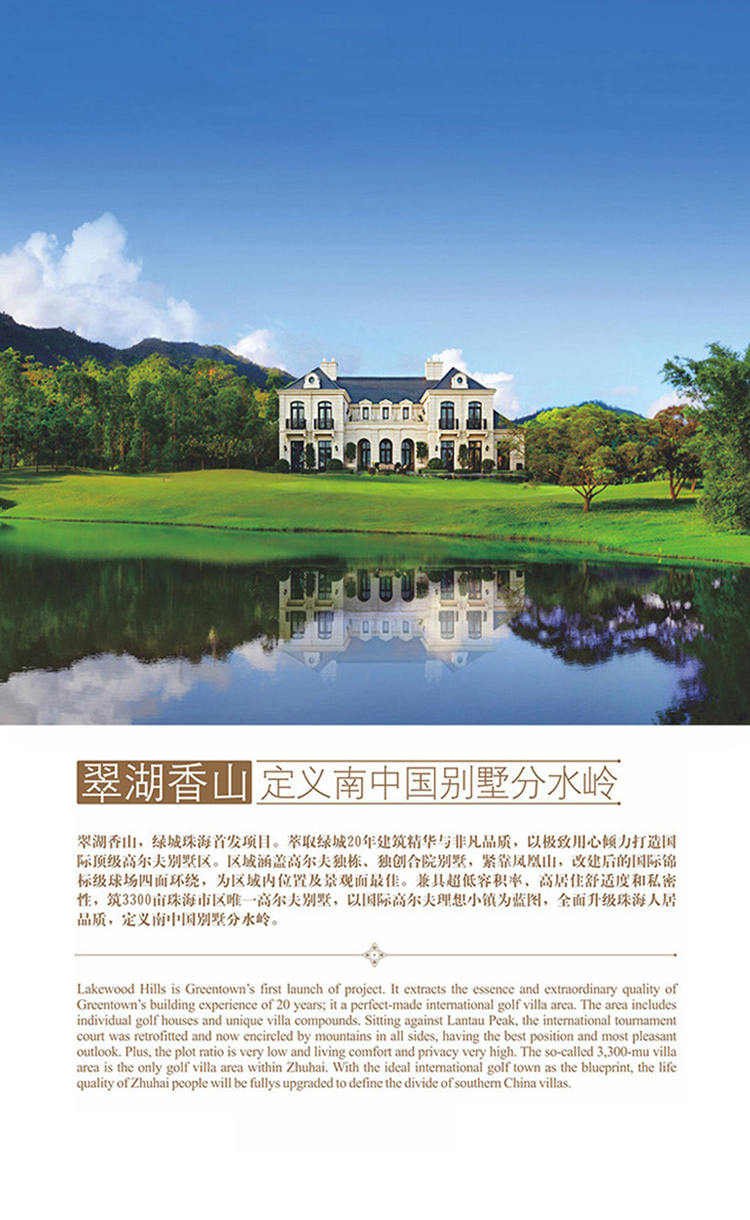 翠湖香山 定义南中国别墅分水岭
翠湖香山，绿城珠海首发项目。萃取绿城20年建筑精华与非凡品质，以极致用心倾力打造国
际顶级高尔夫别墅区。区域涵盖高尔夫独栋、独创合院别墅，紧靠凤凰山，改建后的国际锦
标级球场四面环绕，为区域内位置及景观面最佳。兼具超低容积率、高居住舒适度和私密
性，筑3300亩珠海市区唯一高尔夫别墅，以国际高尔夫理想小镇为蓝图，全面升级珠海人居
品质，定义南中国别墅分水岭。
Lakewood Hills is Greentown's first launch of project. It extracts the essence and extraordinary quality of
Greentown's building experience of 20 years; it a perfect-made international golf villa area. The area includes
individual golf houses and unique villa compounds. Sitting against Lantau Peak, the international tournament
court was retrofitted and now encircled by mountains in all sides, having the best position and most pleasant
outlook. Plus, the plot ratio is very low and living comfort and privacy very high. The so-called 3,300-mu villa
area is the only golf villa area within Zhuhai. With the ideal international golf town as the blueprint, the life
quality of Zhuhai people will be fullys upgraded to define the divide of southern China villas.